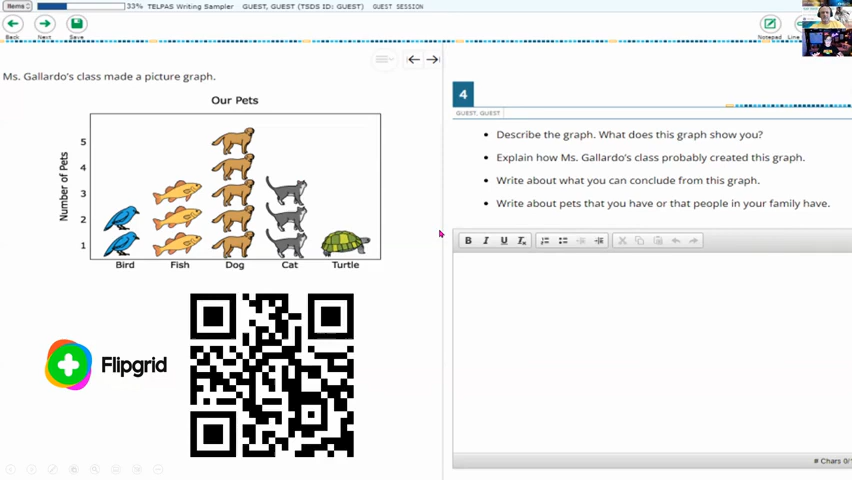 Items
33% TELPAS Writing Sampler GUEST, GUEST (TSDS ID: GUEST) GUEST SESSION
Back Next Save Notepad Line
Ms. Gallardo's class made a picture graph.
Our Pets
Number of Pets
5
4
3
2
1
Bird Fish Dog Cat Turtle
Flipgrid
4
GUEST, GUEST
• Describe the graph. What does this graph show you?
• Explain how Ms. Gallardo's class probably created this graph.
• Write about what you can conclude from this graph.
• Write about pets that you have or that people in your family have.
B I U Tx
# Chars 0/